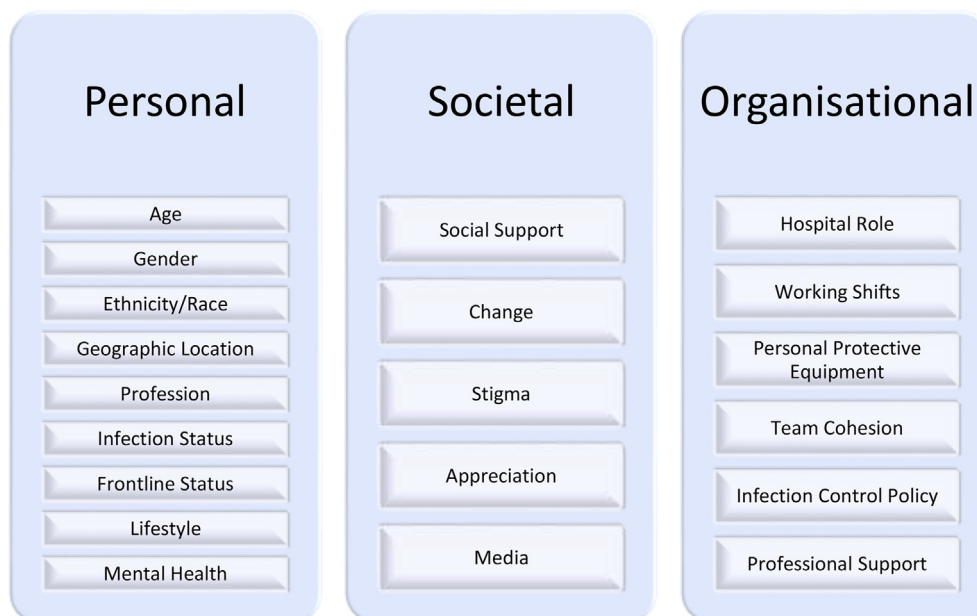 Personal
Age
Gender
Ethnicity/Race
Geographic Location
Profession
Infection Status
Frontline Status
Lifestyle
Mental Health
Societal
Social Support
Change
Stigma
Appreciation
Media
Organisational
Hospital Role
Working Shifts
Personal Protective
Equipment
Team Cohesion
Infection Control Policy
Professional Support